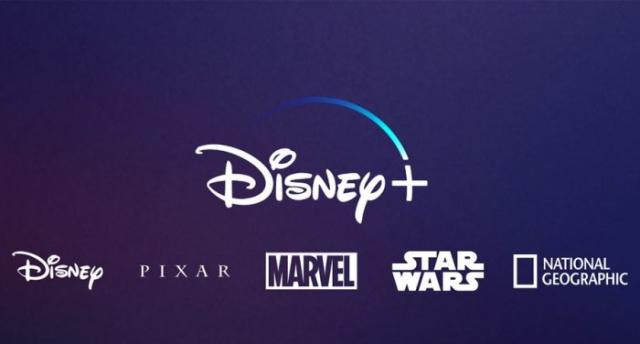 Disney+
Disney
PIXAR
MARVEL
STAR
WARS
NATIONAL
GEOGRAPHIC